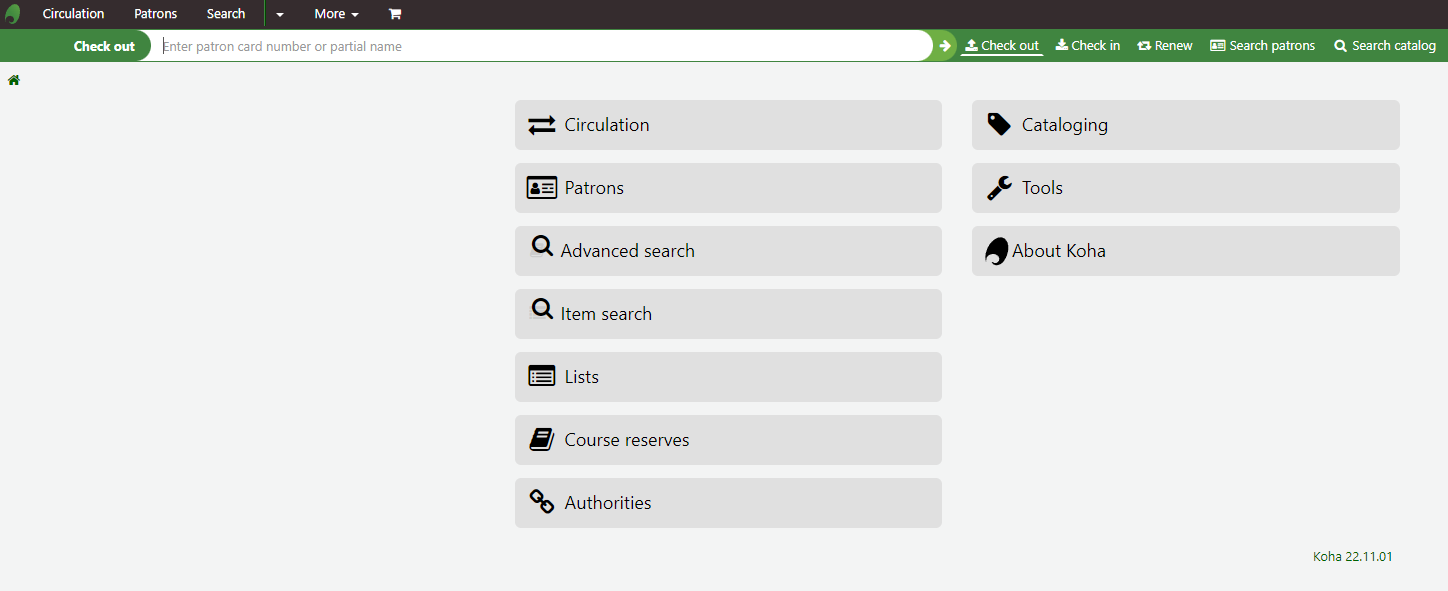 Circulation Patrons Search More
Check out Enter patron card number or partial name Check out Check in Renew Search patrons Search catalog
Circulation
Patrons
Advanced search
Item search
Lists
Course reserves
Authorities
Cataloging
Tools
About Koha
Koha 22.11.01